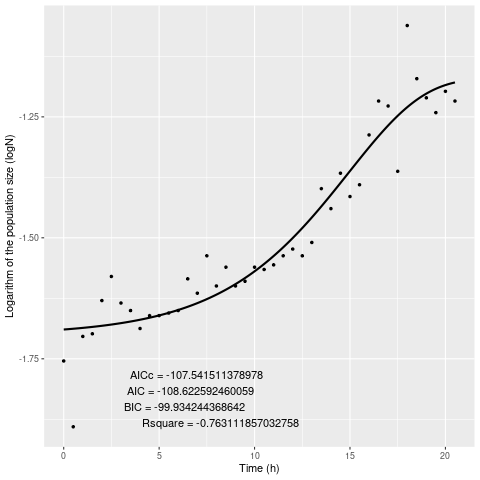 Logarithm of the population size (logN)
-1.25
-1.50
-1.75
AICc = -107.541511378978
AIC = -108.622592460059
BIC = -99.934244368642
Rsquare = -0.763111857032758
0
5
10
15
20
Time (h)